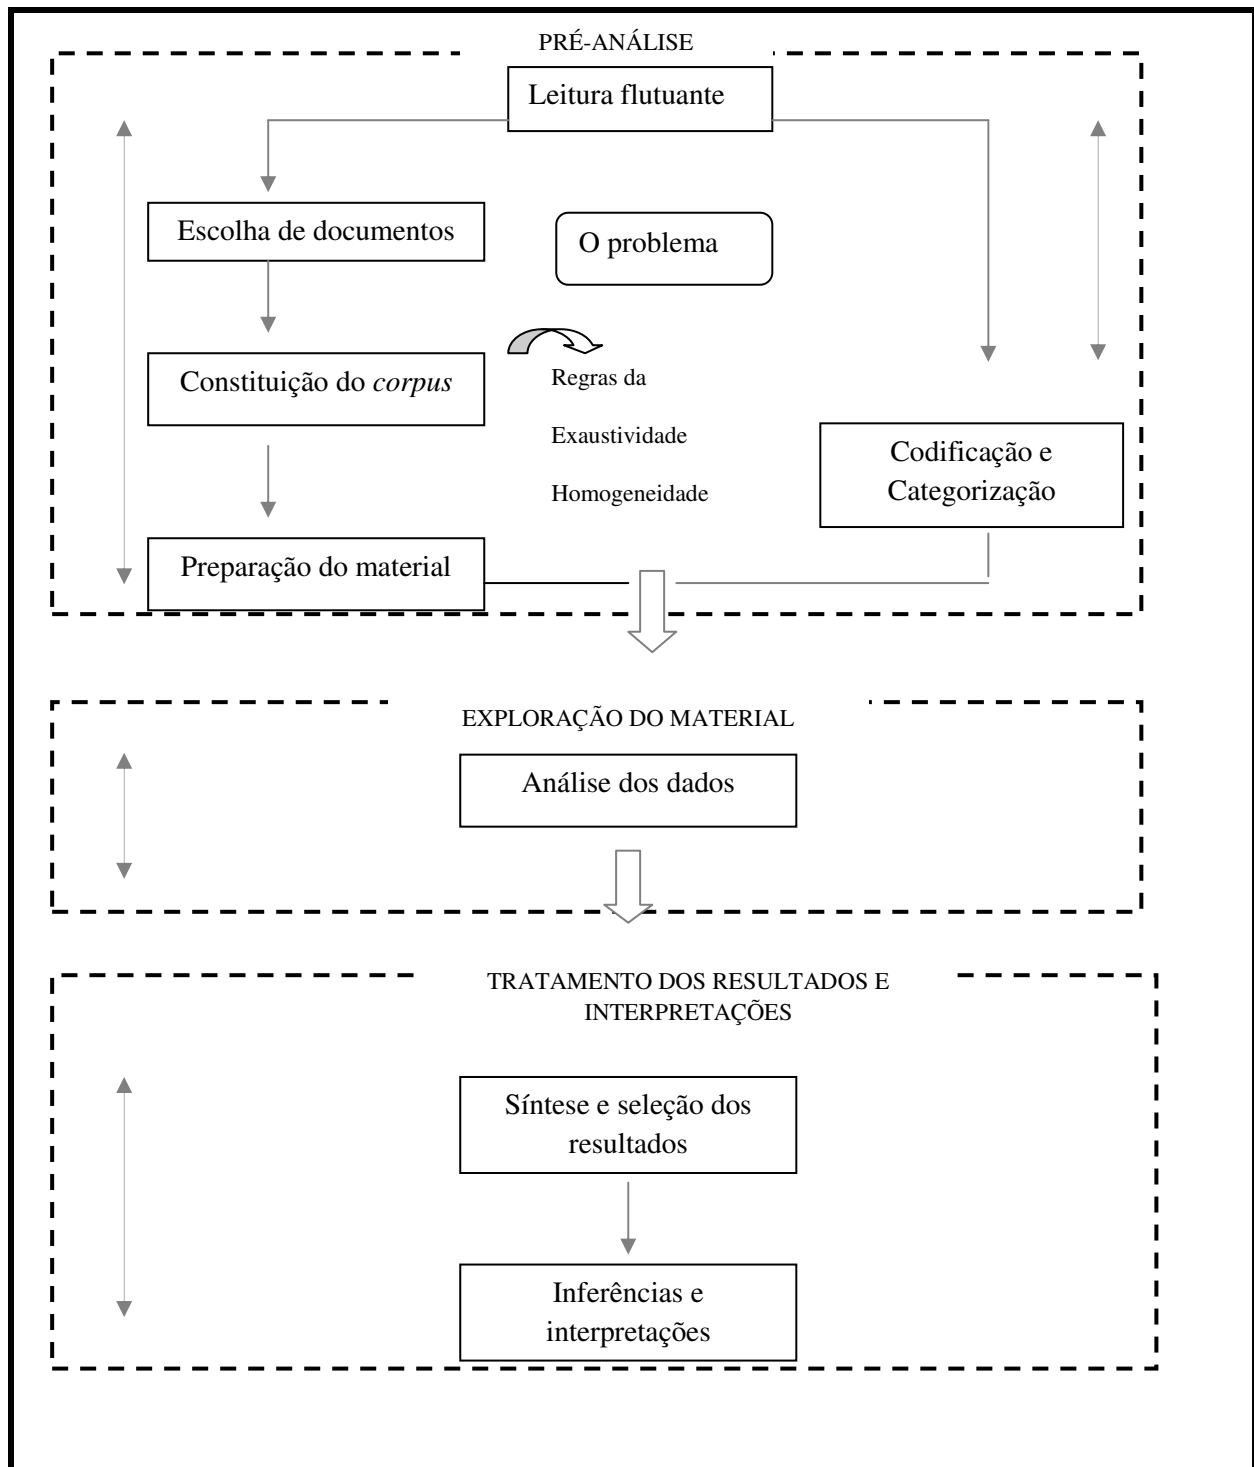 PRÉ-ANÁLISE
Leitura flutuante
Escolha de documentos
O problema
Constituição do corpus
Regras da
Exaustividade
Homogeneidade
Codificação e
Categorização
Preparação do material
EXPLORAÇÃO DO MATERIAL
Análise dos dados
TRATAMENTO DOS RESULTADOS E
INTERPRETAÇÕES
Síntese e seleção dos
resultados
Inferências e
interpretações